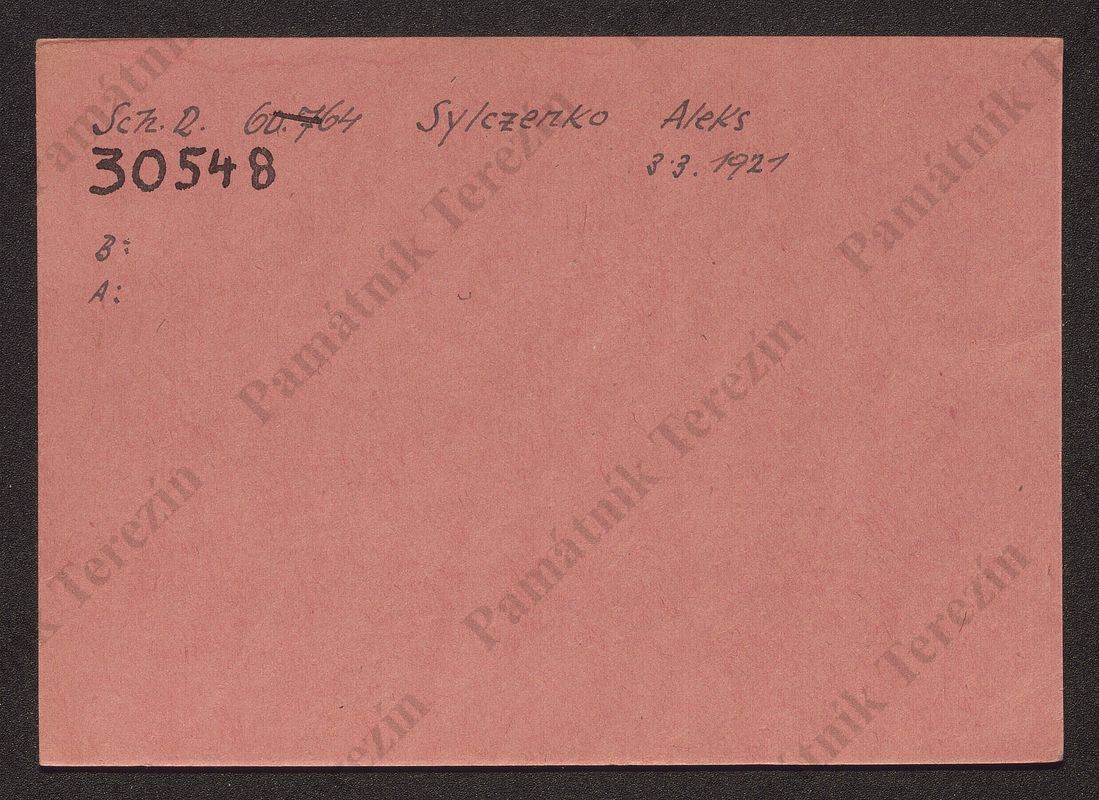 Sch. R. 60.764 Sylczenko Aleks
30548 3.3.1921
B:
A:
Památník Terezín